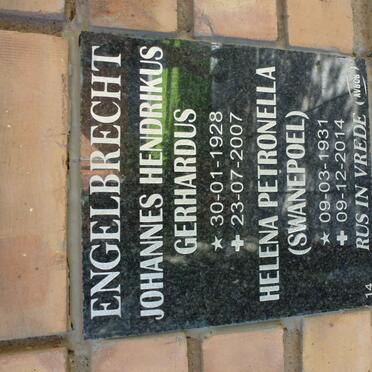 ENGELBRECHT
JOHANNES HENDRIKUS
GERHARDUS
★ 30-01-1928
✚ 23-07-2007
HELENA PETRONELLA
(SWANEPOEL)
★ 09-03-1931
✚ 09-12-2014
RUS IN VREDE (AVBOB)
14